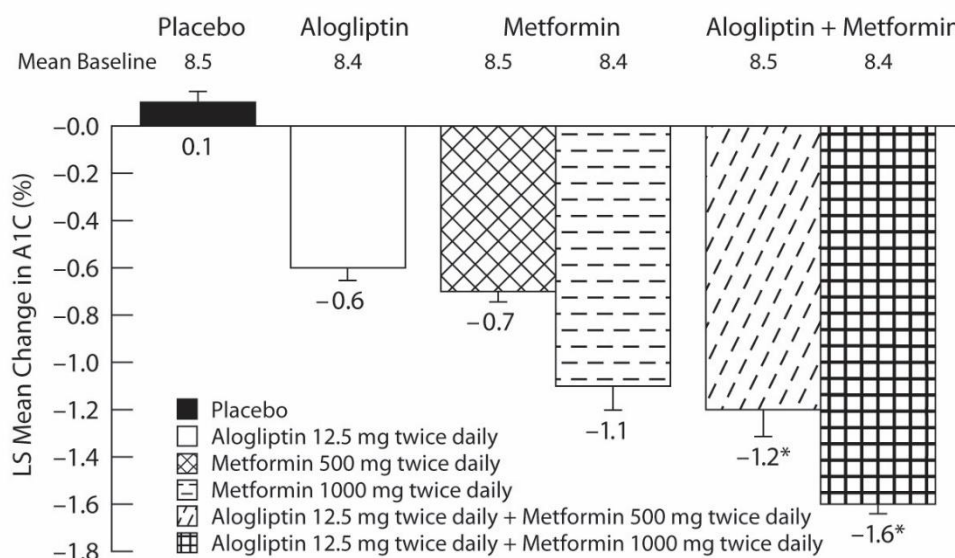 Placebo Alogliptin Metformin Alogliptin + Metformin
Mean Baseline 8.5 8.4 8.5 8.4 8.5 8.4
LS Mean Change in A1C (%)
−0.0
−0.2
−0.4
−0.6
−0.8
−1.0
−1.2
−1.4
−1.6
−1.8
0.1
−0.6
−0.7
−1.1
−1.2*
−1.6*
Placebo
Alogliptin 12.5 mg twice daily
Metformin 500 mg twice daily
Metformin 1000 mg twice daily
Alogliptin 12.5 mg twice daily + Metformin 500 mg twice daily
Alogliptin 12.5 mg twice daily + Metformin 1000 mg twice daily